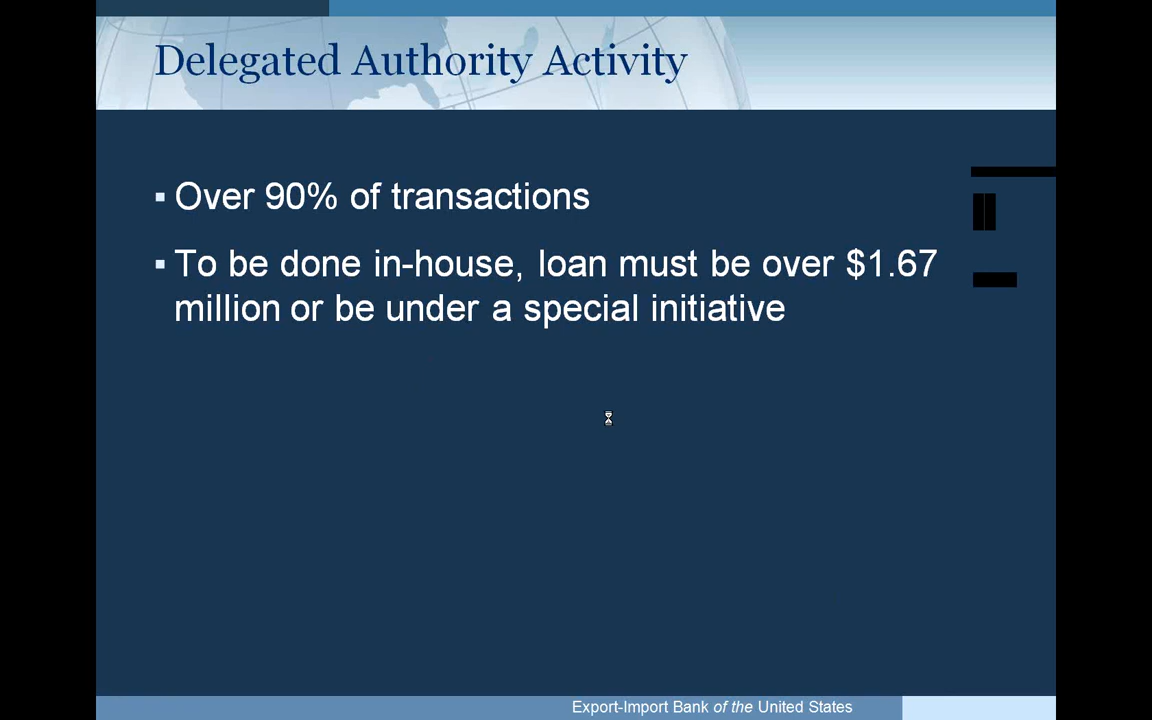 Delegated Authority Activity
▪ Over 90% of transactions
▪ To be done in-house, loan must be over $1.67
million or be under a special initiative
Export-Import Bank of the United States